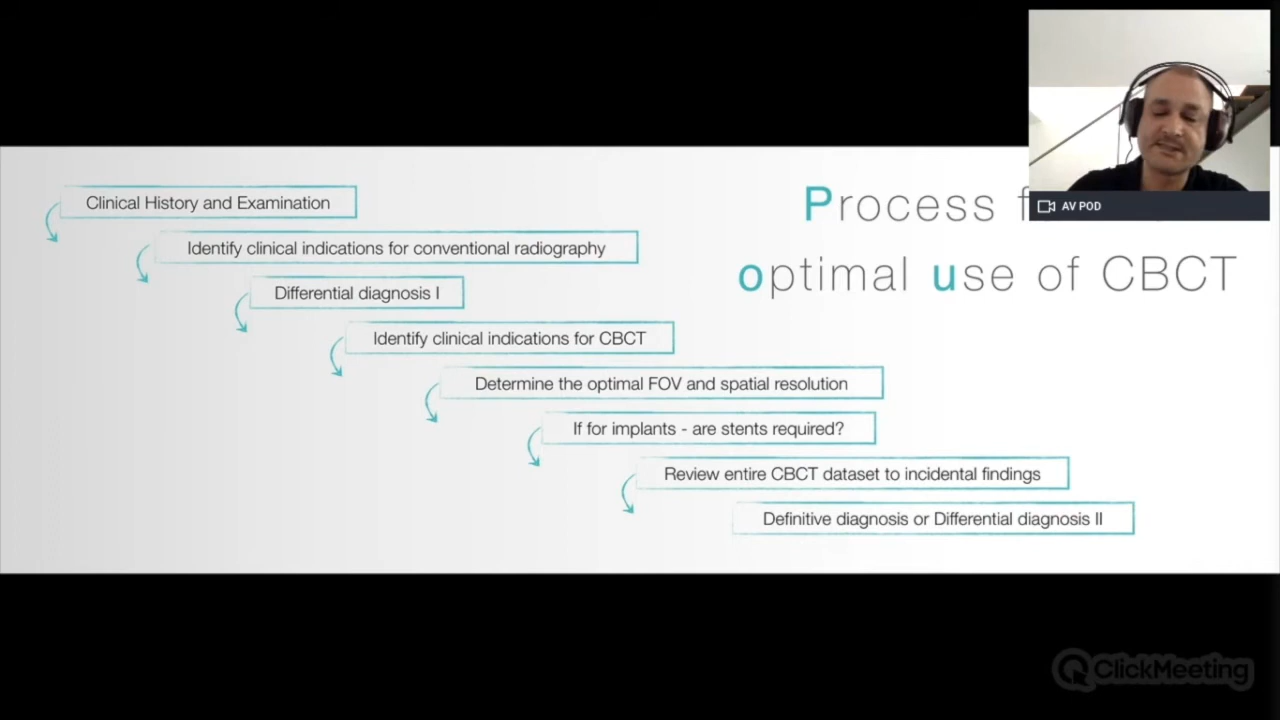 Clinical History and Examination
Identify clinical indications for conventional radiography
Differential diagnosis I
Identify clinical indications for CBCT
Determine the optimal FOV and spatial resolution
If for implants - are stents required?
Review entire CBCT dataset to incidental findings
Definitive diagnosis or Differential diagnosis II
Process
optimal use of CBCT
AV POD
ClickMeeting